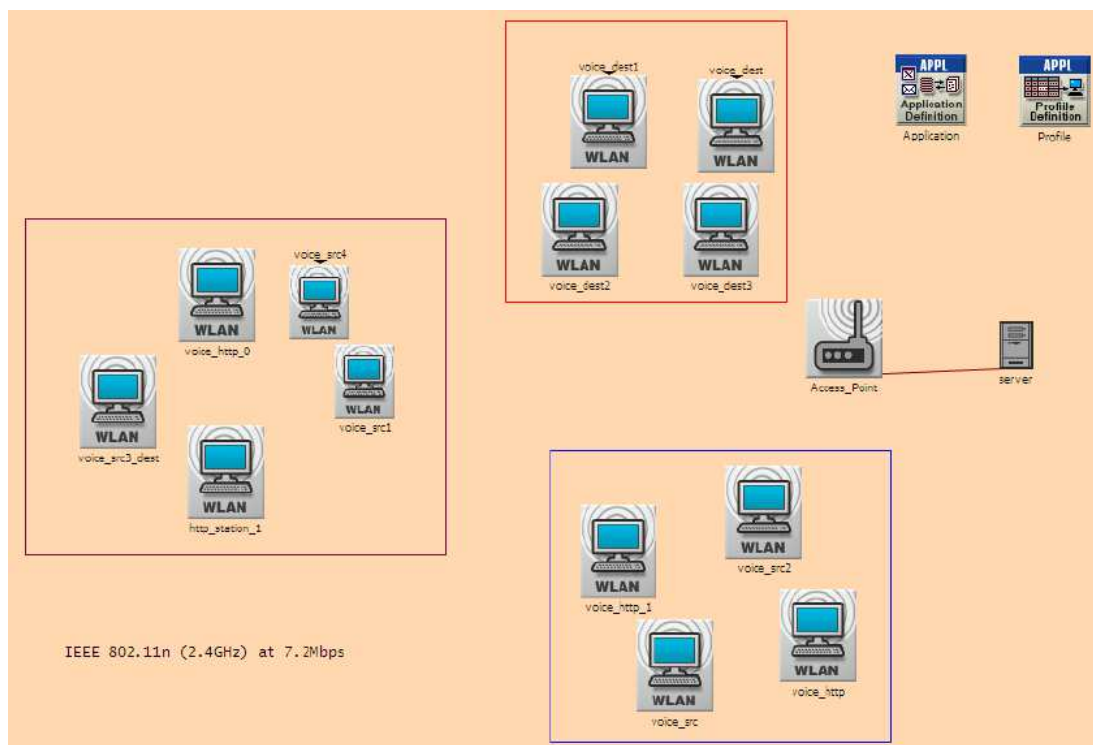 voice_dest1
voice_dest
WLAN
WLAN
APPL
Application
Definition
Application
APPL
Profile
Definition
Profile
WLAN
WLAN
voice_dest2
voice_dest3
voice_src4
WLAN
WLAN
voice_http_0
WLAN
voice_src1
WLAN
voice_src3_dest
WLAN
http_station_1
Access_Point
server
WLAN
voice_src2
WLAN
voice_http_1
WLAN
voice_http
WLAN
voice_src
IEEE 802.11n (2.4GHz) at 7.2Mbps